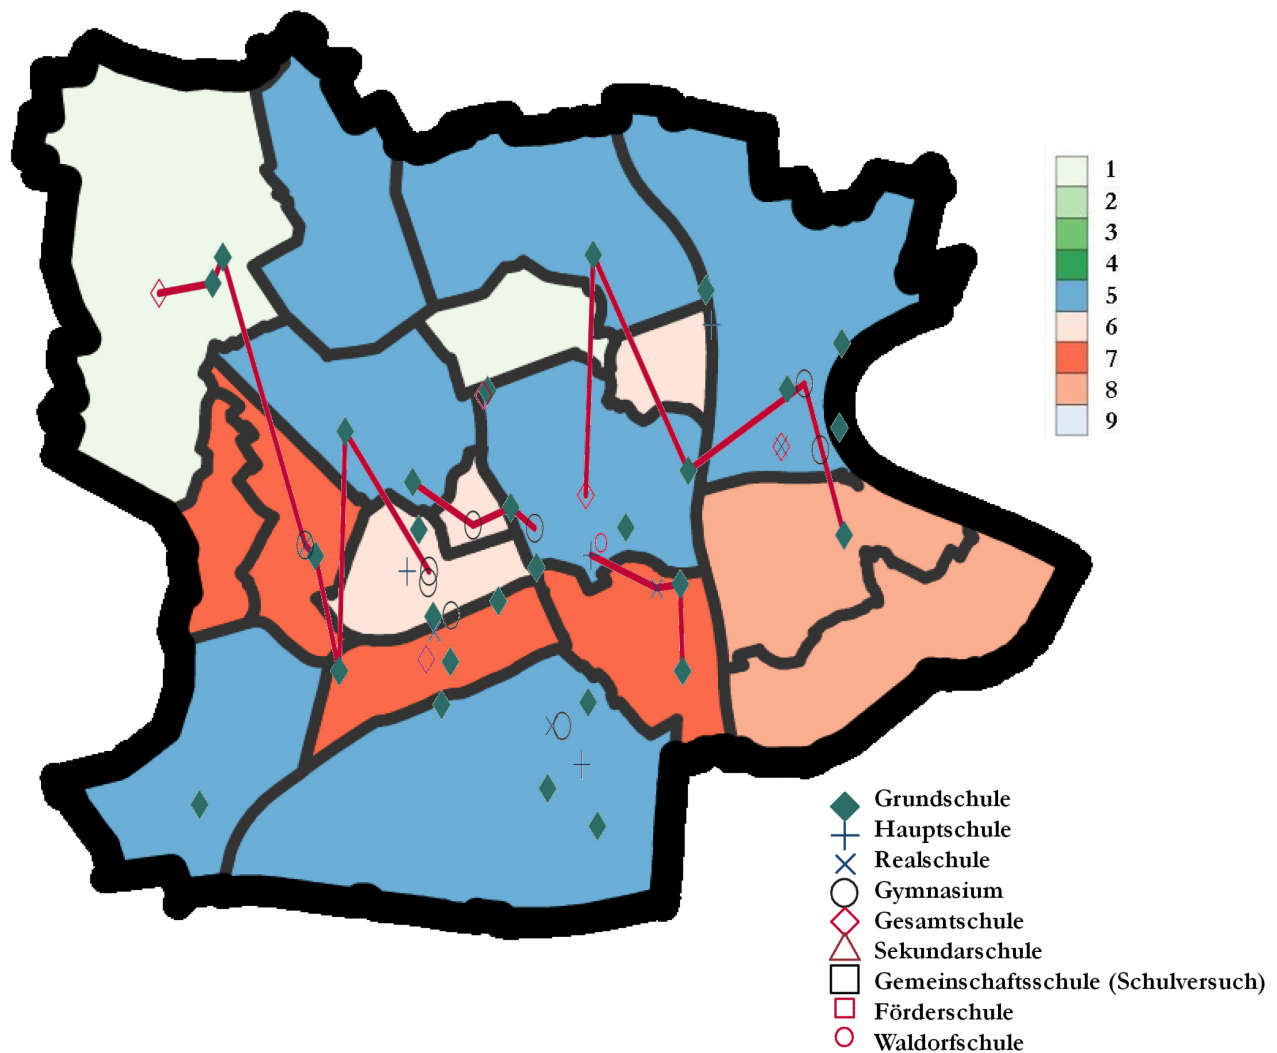 1
2
3
4
5
6
7
8
9
Grundschule
Hauptschule
Realschule
Gymnasium
Gesamtschule
Sekundarschule
Gemeinschaftsschule (Schulversuch)
Förderschule
Waldorfschule